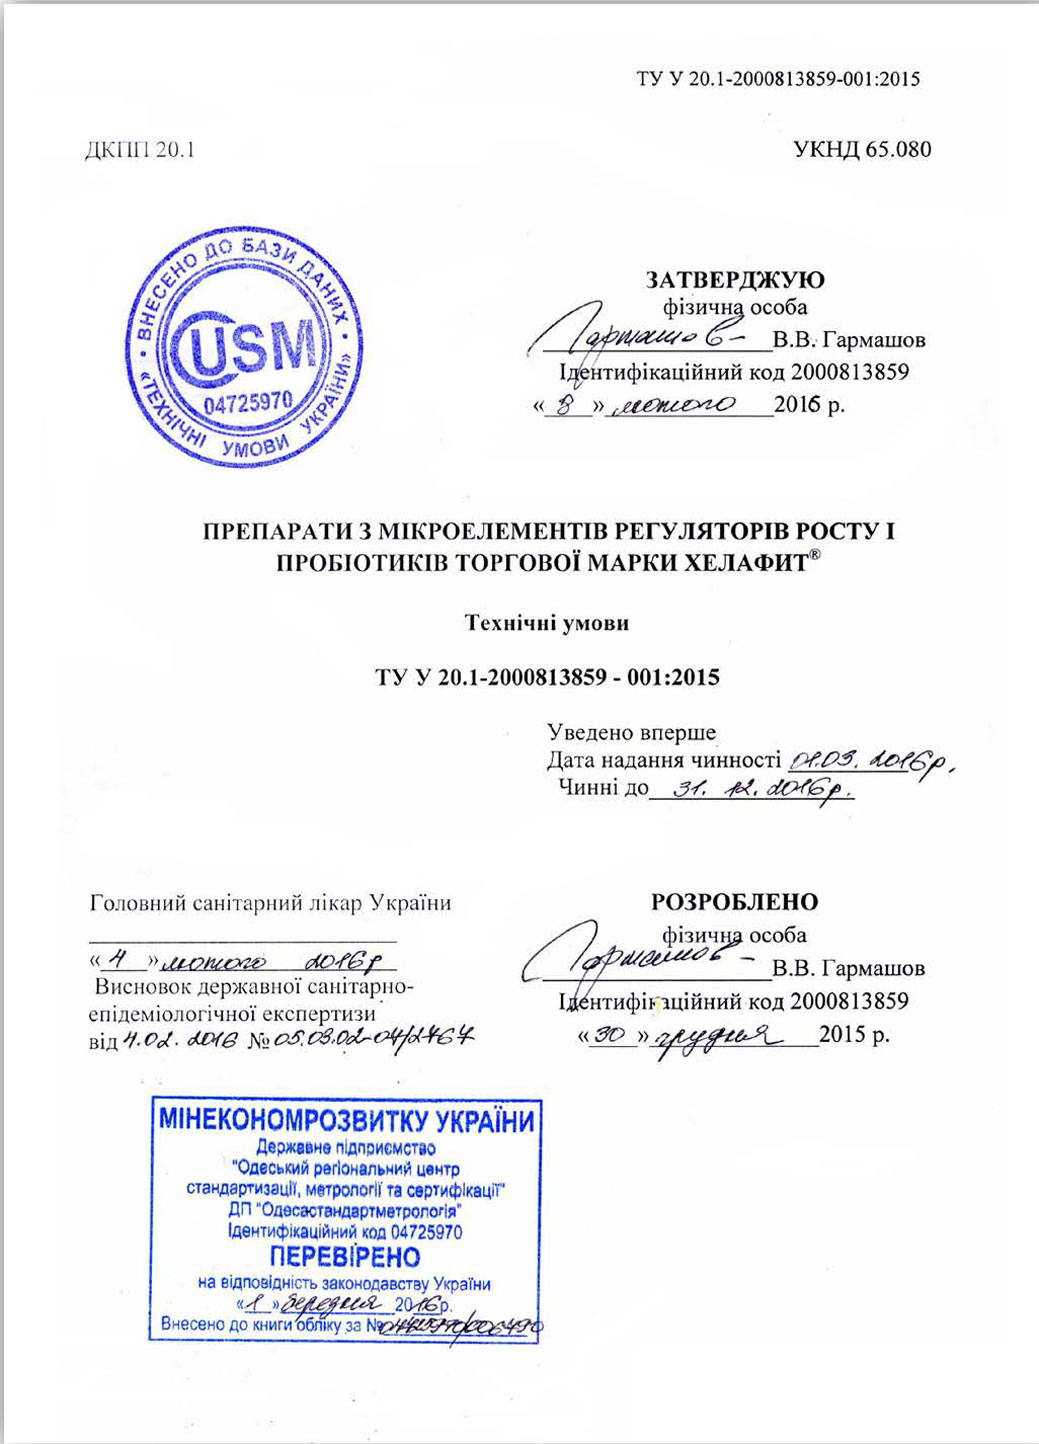 ТУ У 20.1-2000813859-001:2015
ДКПП 20.1
УКНД 65.080
• ВНЕСЕНО ДО БАЗИ ДАНИХ •
«ТЕХНІЧНІ УМОВИ УКРАЇНИ»
USM
04725970
ЗАТВЕРДЖУЮ
фізична особа
Гармашов В.В. Гармашов
Ідентифікаційний код 2000813859
«8» лютого 2016 р.
ПРЕПАРАТИ З МІКРОЕЛЕМЕНТІВ РЕГУЛЯТОРІВ РОСТУ І
ПРОБІОТИКІВ ТОРГОВОЇ МАРКИ ХЕЛАФИТ®
Технічні умови
ТУ У 20.1-2000813859 - 001:2015
Уведено вперше
Дата надання чинності 01.03. 2016р.
Чинні до 31. 12. 2016р.
Головний санітарний лікар України
«4» лютого 2016р
Висновок державної санітарно-
епідеміологічної експертизи
від 4.02. 2016 № 05.03.02-04/2767
РОЗРОБЛЕНО
фізична особа
Гармашов В.В. Гармашов
Ідентифікаційний код 2000813859
«30» грудня 2015 р.
МІНЕКОНОМРОЗВИТКУ УКРАЇНИ
Державне підприємство
"Одеський регіональний центр
стандартизації, метрології та сертифікації"
ДП "Одесастандартметрологія"
Ідентифікаційний код 04725970
ПЕРЕВІРЕНО
на відповідність законодавству України
«1» березня 2016р.
Внесено до книги обліку за №